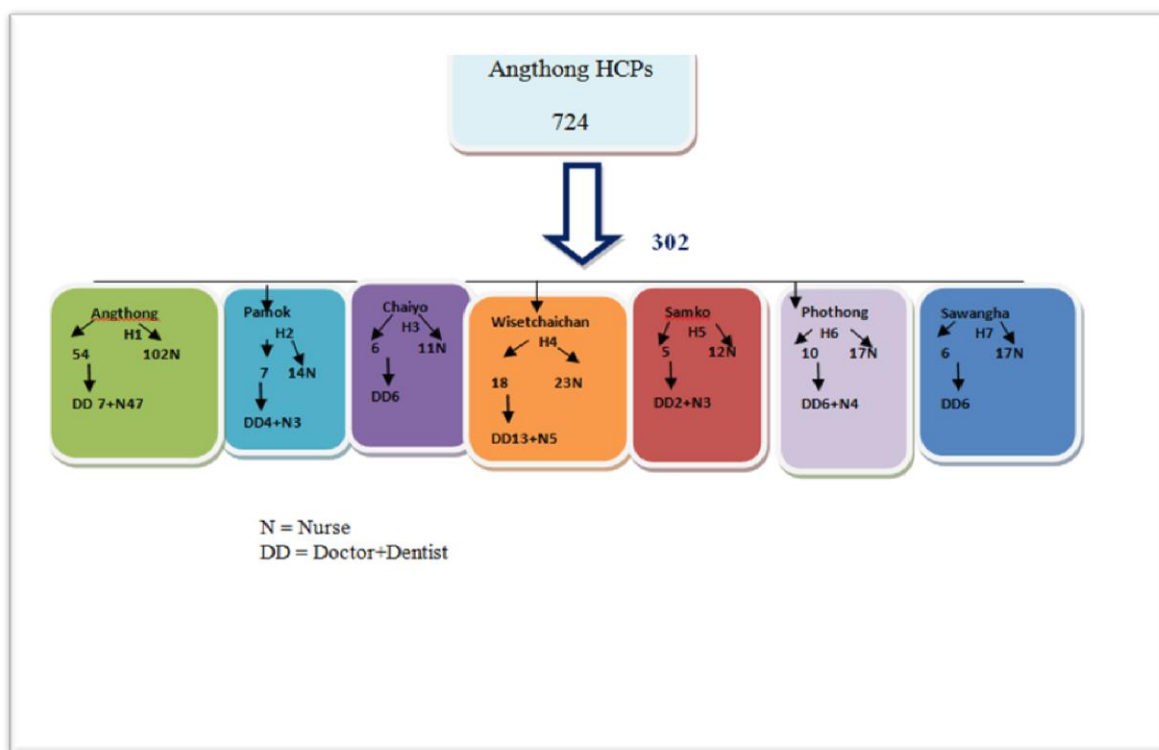 Angthong HCPs
724
302
Angthong
H1
54 102N
DD 7+N47
Pamok
H2
7 14N
DD4+N3
Chaiyo
H3
6 11N
DD6
Wisetchaichan
H4
18 23N
DD13+N5
Samko
H5
5 12N
DD2+N3
Phothong
H6
10 17N
DD6+N4
Sawangha
H7
6 17N
DD6
N = Nurse
DD = Doctor+Dentist